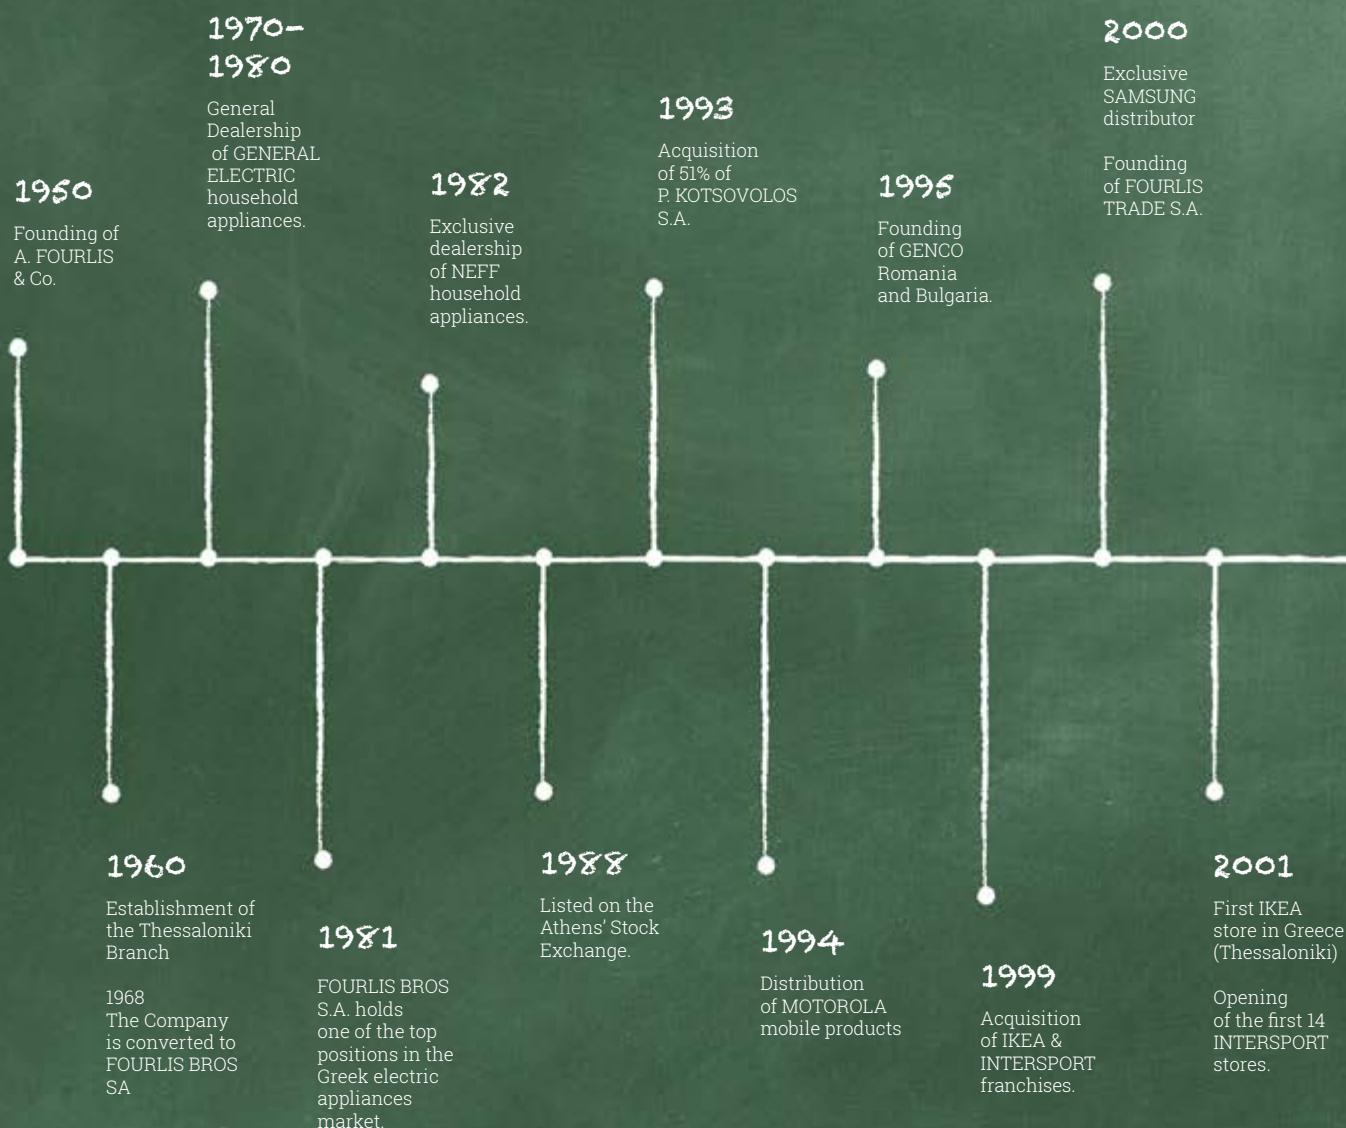 1950
Founding of
A. FOURLIS
& Co.
1960
Establishment of
the Thessaloniki
Branch
1968
The Company
is converted to
FOURLIS BROS
SA
1970-
1980
General
Dealership
of GENERAL
ELECTRIC
household
appliances.
1981
FOURLIS BROS
S.A. holds
one of the top
positions in the
Greek electric
appliances
market.
1982
Exclusive
dealership
of NEFF
household
appliances.
1988
Listed on the
Athens' Stock
Exchange.
1993
Acquisition
of 51% of
P. KOTSOVOLOS
S.A.
1994
Distribution
of MOTOROLA
mobile products
1995
Founding
of GENCO
Romania
and Bulgaria.
1999
Acquisition
of IKEA &
INTERSPORT
franchises.
2000
Exclusive
SAMSUNG
distributor
Founding
of FOURLIS
TRADE S.A.
2001
First IKEA
store in Greece
(Thessaloniki)
Opening
of the first 14
INTERSPORT
stores.